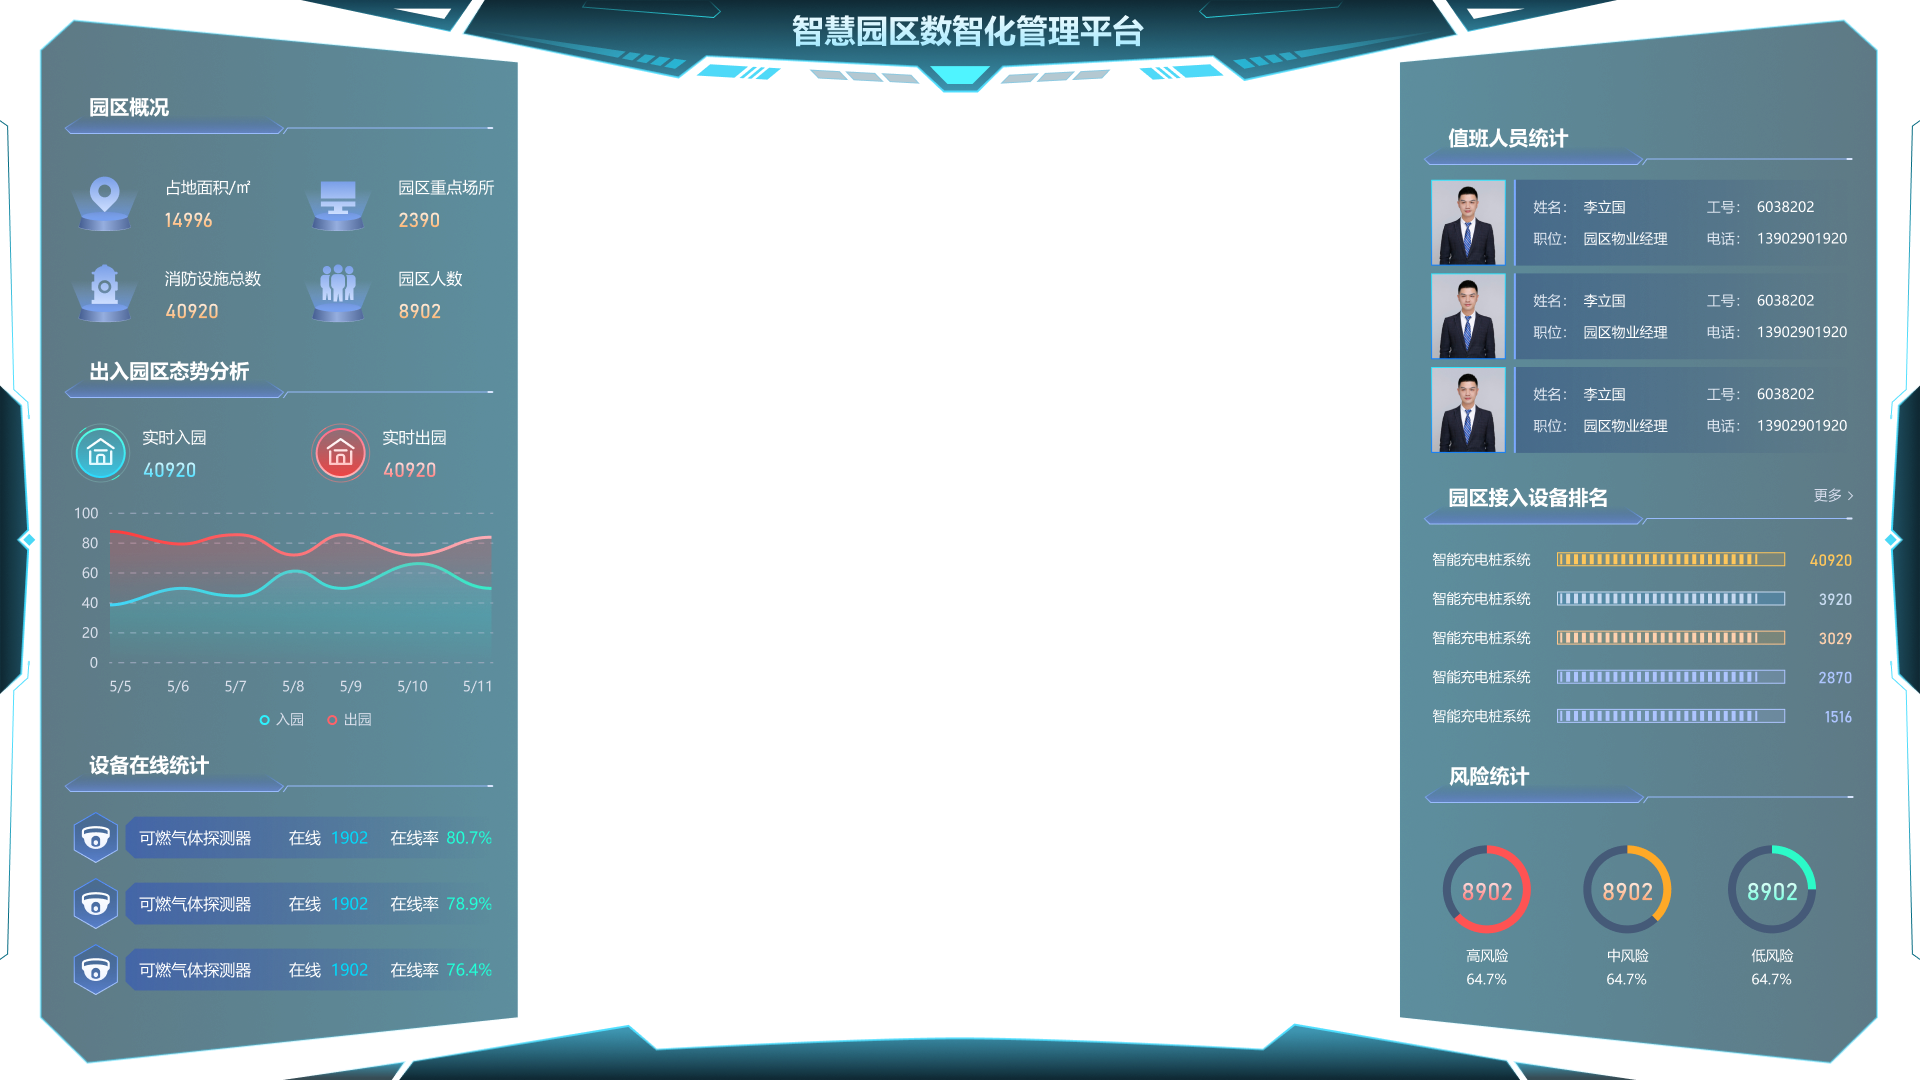 智慧园区数智化管理平台
园区概况
占地面积/㎡
14996
园区重点场所
2390
消防设施总数
40920
园区人数
8902
出入园区态势分析
实时入园
40920
实时出园
40920
100
80
60
40
20
0
5/5 5/6 5/7 5/8 5/9 5/10 5/11
入园 出园
设备在线统计
可燃气体探测器 在线 1902 在线率 80.7%
可燃气体探测器 在线 1902 在线率 78.9%
可燃气体探测器 在线 1902 在线率 76.4%
值班人员统计
姓名： 李立国 工号： 6038202
职位： 园区物业经理 电话： 13902901920
姓名： 李立国 工号： 6038202
职位： 园区物业经理 电话： 13902901920
姓名： 李立国 工号： 6038202
职位： 园区物业经理 电话： 13902901920
园区接入设备排名
更多 >
智能充电桩系统 40920
智能充电桩系统 3920
智能充电桩系统 3029
智能充电桩系统 2870
智能充电桩系统 1516
风险统计
8902 8902 8902
高风险 中风险 低风险
64.7% 64.7% 64.7%